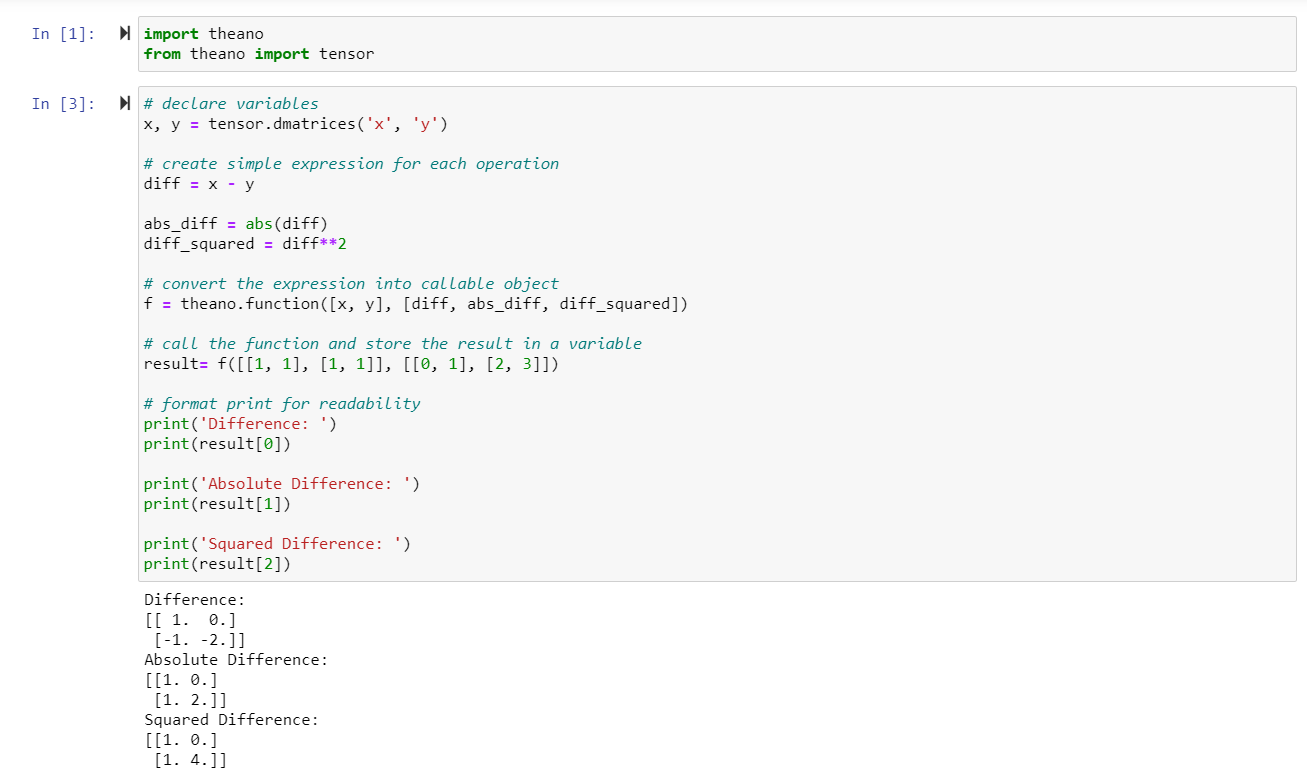 In [1]:
import theano
from theano import tensor
In [3]:
# declare variables
x, y = tensor.dmatrices('x', 'y')
# create simple expression for each operation
diff = x - y
abs_diff = abs(diff)
diff_squared = diff**2
# convert the expression into callable object
f = theano.function([x, y], [diff, abs_diff, diff_squared])
# call the function and store the result in a variable
result= f([[1, 1], [1, 1]], [[0, 1], [2, 3]])
# format print for readability
print('Difference: ')
print(result[0])
print('Absolute Difference: ')
print(result[1])
print('Squared Difference: ')
print(result[2])
Difference:
[[ 1.  0.]
 [-1. -2.]]
Absolute Difference:
[[1. 0.]
 [1. 2.]]
Squared Difference:
[[1. 0.]
 [1. 4.]]